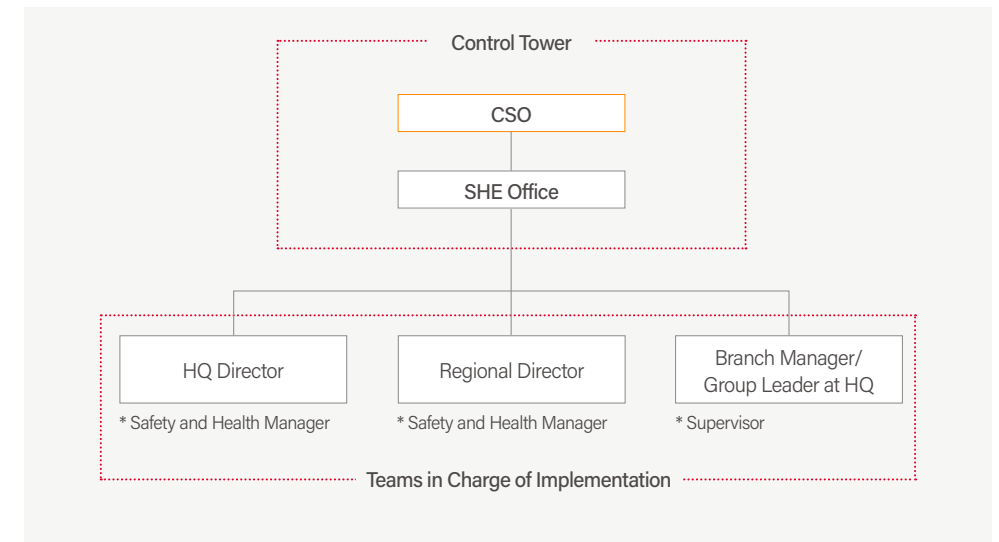 Control Tower
CSO
SHE Office
HQ Director
Regional Director
Branch Manager/
Group Leader at HQ
* Safety and Health Manager
* Safety and Health Manager
* Supervisor
Teams in Charge of Implementation